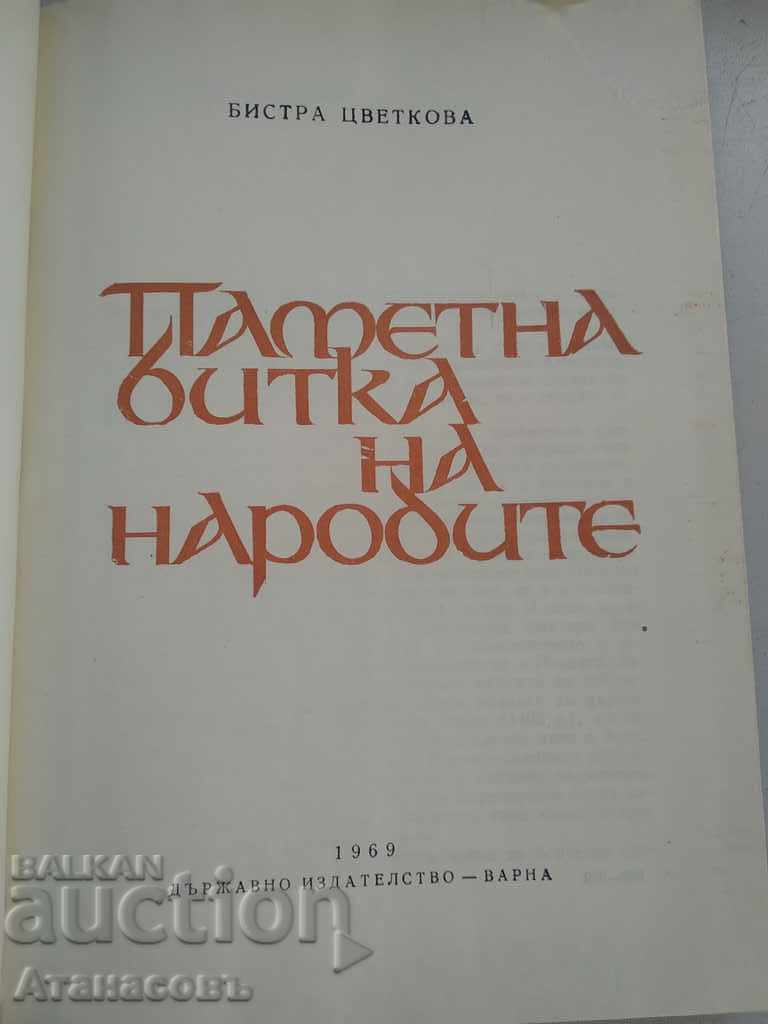 БИСТРА ЦВЕТКОВА
ПАМЕТНА
БИТКА
НА
НАРОДИТЕ
1969
ДЪРЖАВНО ИЗДАТЕЛСТВО — ВАРНА
BALKAN
auction
Атанасовъ